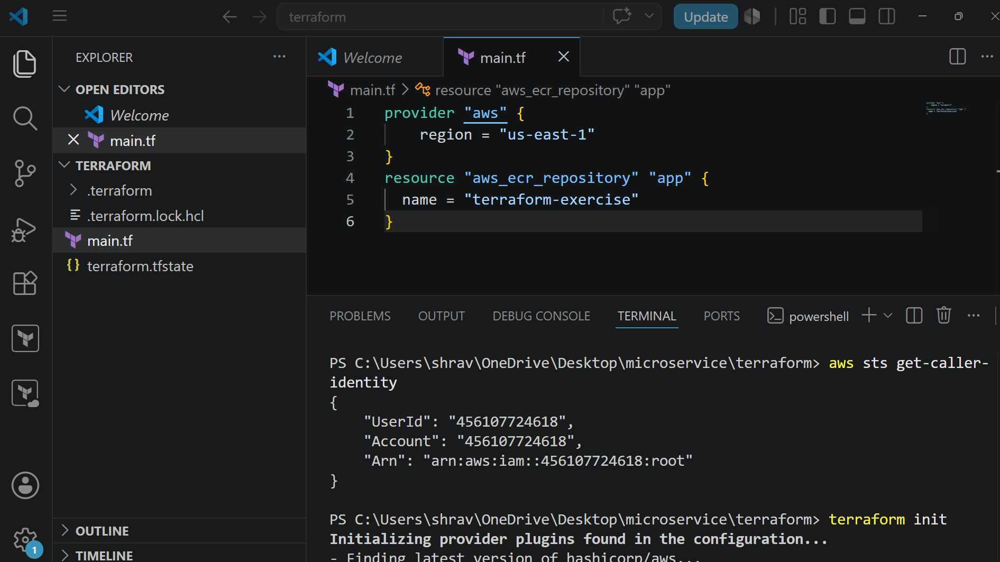 terraform
Update
EXPLORER
OPEN EDITORS
Welcome
main.tf
TERRAFORM
.terraform
.terraform.lock.hcl
main.tf
terraform.tfstate
OUTLINE
TIMELINE
1
Welcome
main.tf
main.tf > resource "aws_ecr_repository" "app"
1 provider "aws" {
2 region = "us-east-1"
3 }
4 resource "aws_ecr_repository" "app" {
5 name = "terraform-exercise"
6 }
PROBLEMS OUTPUT DEBUG CONSOLE TERMINAL PORTS powershell
PS C:\Users\shrav\OneDrive\Desktop\microservice\terraform> aws sts get-caller-
identity
{
"UserId": "456107724618",
"Account": "456107724618",
"Arn": "arn:aws:iam::456107724618:root"
}
PS C:\Users\shrav\OneDrive\Desktop\microservice\terraform> terraform init
Initializing provider plugins found in the configuration...
- Finding latest version of hashicorp/aws...